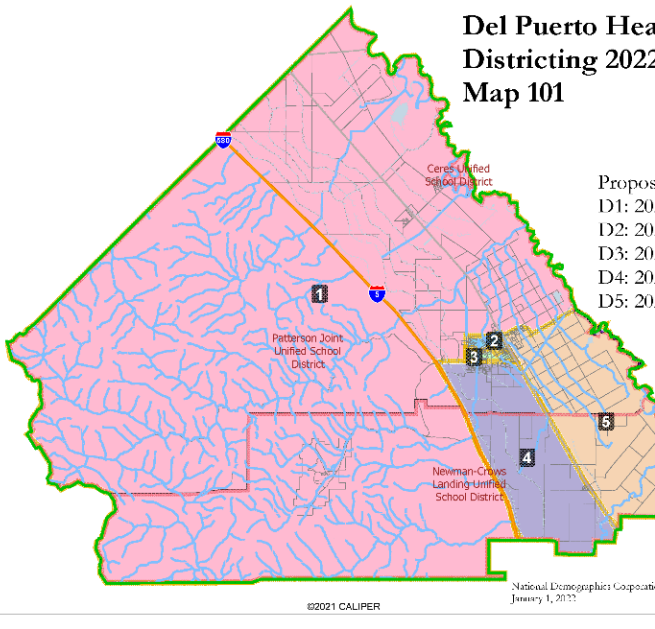 Del Puerto Hea
Districting 2022
Map 101
580
Ceres Unified
School District
Propos
D1: 20
D2: 20
D3: 20
D4: 20
D5: 20
1
5
2
3
Patterson Joint
Unified School
District
5
4
Newman-Crows
Landing Unified
School District
National Demographics Corporatio
January 1, 2022
©2021 CALIPER